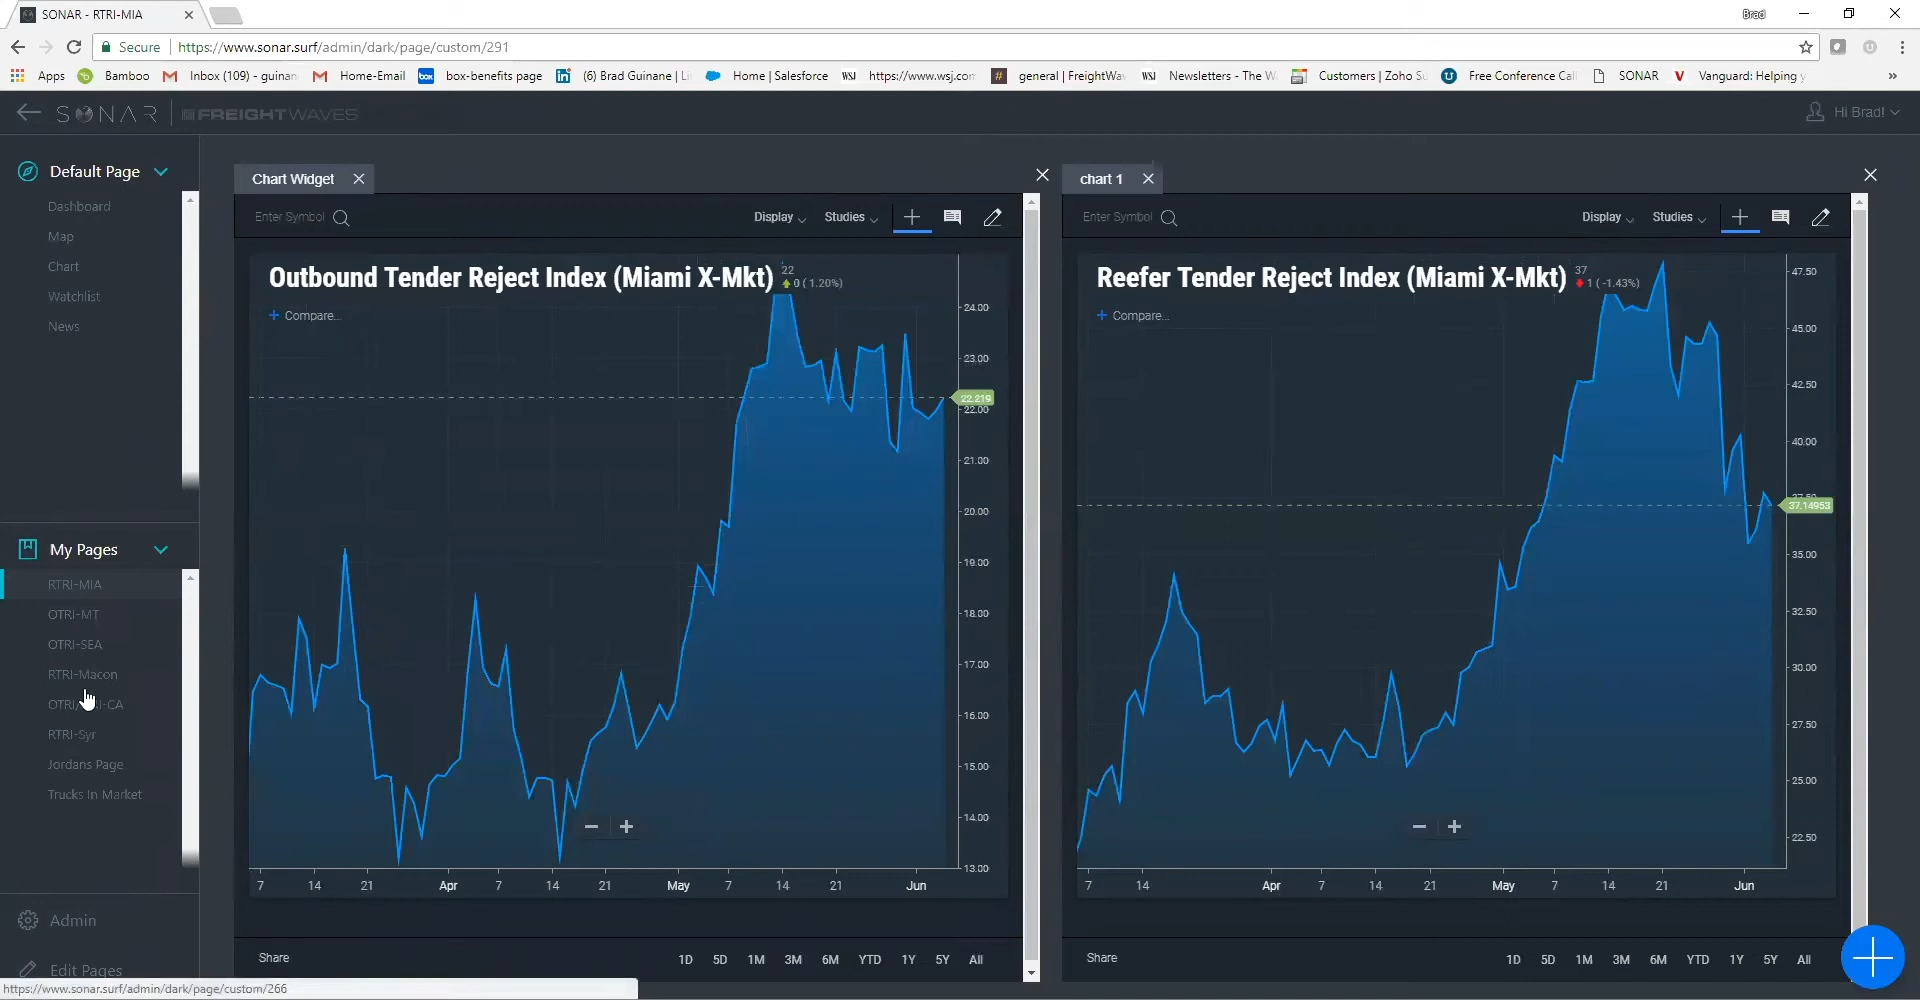 SONAR - RTRI-MIA
Brad
Secure https://www.sonar.surf/admin/dark/page/custom/291
Apps Bamboo Inbox (109) - guinan Home-Email box-benefits page (6) Brad Guinane | Li Home | Salesforce WSJ https://www.wsj.com general | FreightWav WSJ Newsletters - The W Customers | Zoho Su Free Conference Call SONAR Vanguard: Helping y
SONAR FREIGHTWAVES
Hi Brad!
Default Page
Dashboard
Map
Chart
Watchlist
News
My Pages
RTRI-MIA
OTRI-MT
OTRI-SEA
RTRI-Macon
RTRI-Syr
Jordans Page
Trucks In Market
Admin
Edit Pages
https://www.sonar.surf/admin/dark/page/custom/266
Chart Widget
Enter Symbol Display Studies
Outbound Tender Reject Index (Miami X-Mkt) 22
0 ( 1.20%)
+ Compare...
24.00
23.00
22.219
22.00
21.00
20.00
19.00
18.00
17.00
16.00
15.00
14.00
13.00
7 14 21 Apr 7 14 21 May 7 14 21 Jun
Share 1D 5D 1M 3M 6M YTD 1Y 5Y All
chart 1
Enter Symbol Display Studies
Reefer Tender Reject Index (Miami X-Mkt) 37
1 ( -1.43%)
+ Compare...
47.50
45.00
42.50
40.00
37.50
37.14953
35.00
32.50
30.00
27.50
25.00
22.50
7 14 Apr 7 14 21 May 7 14 21 Jun
Share 1D 5D 1M 3M 6M YTD 1Y 5Y All